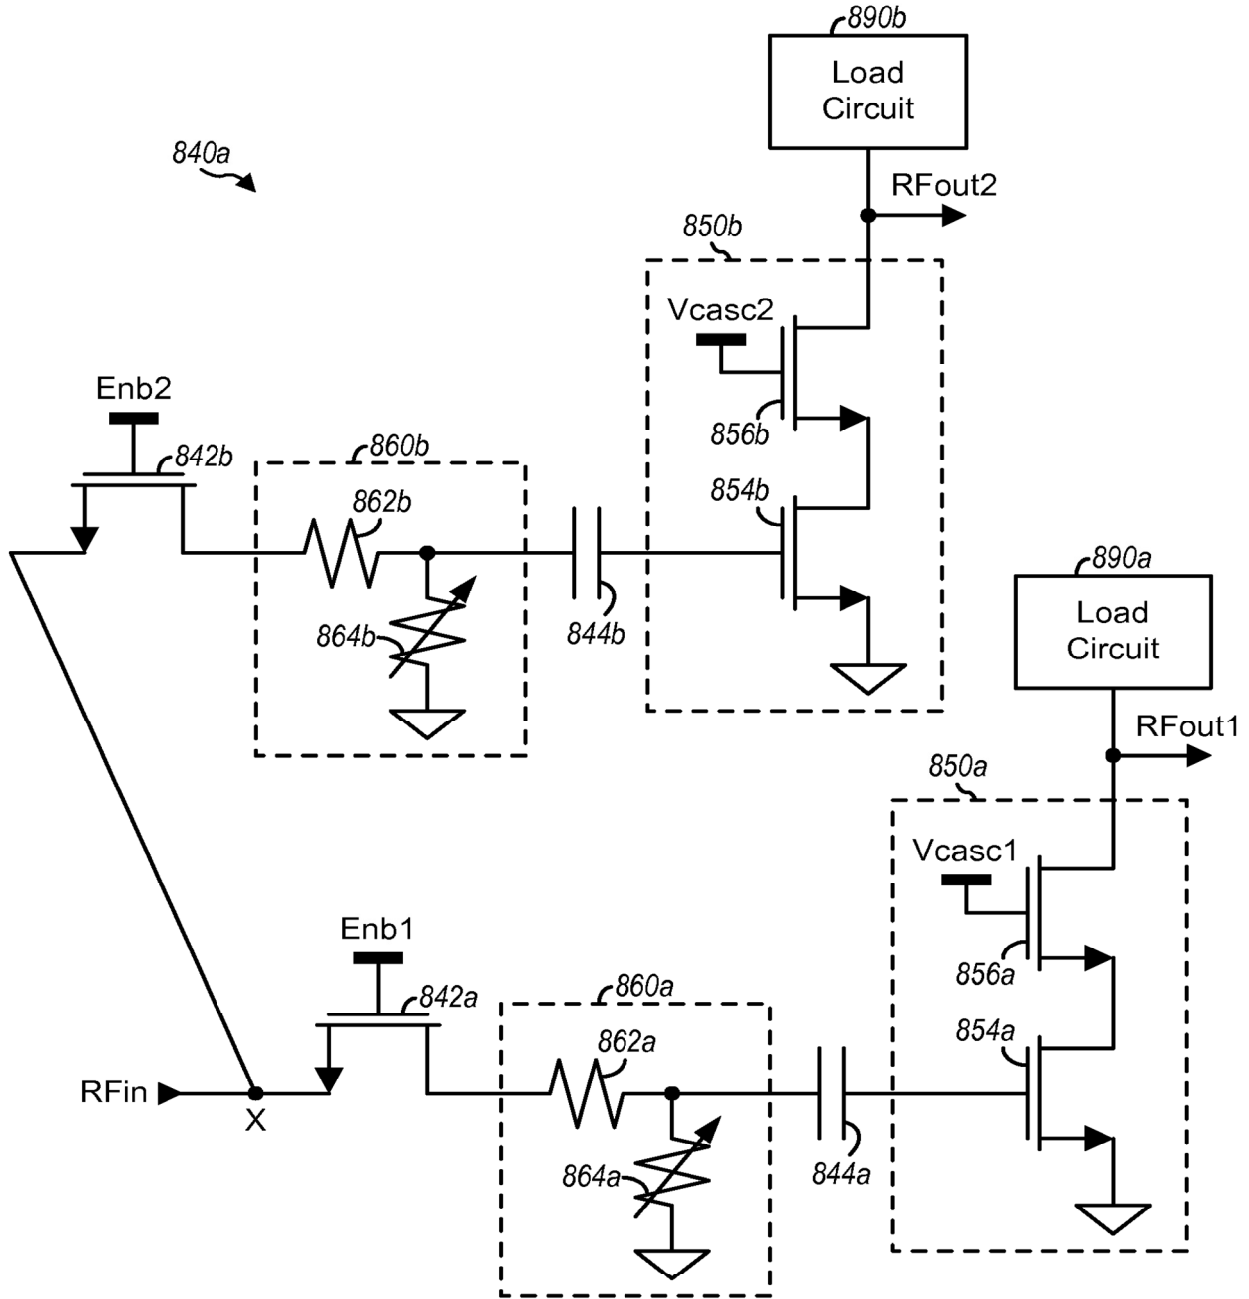 890b
Load
Circuit
840a
RFout2
850b
Vcasc2
Enb2
856b
842b
860b
862b
854b
864b
844b
890a
Load
Circuit
RFout1
850a
Vcasc1
Enb1
856a
842a
860a
862a
854a
RFin
X
864a
844a